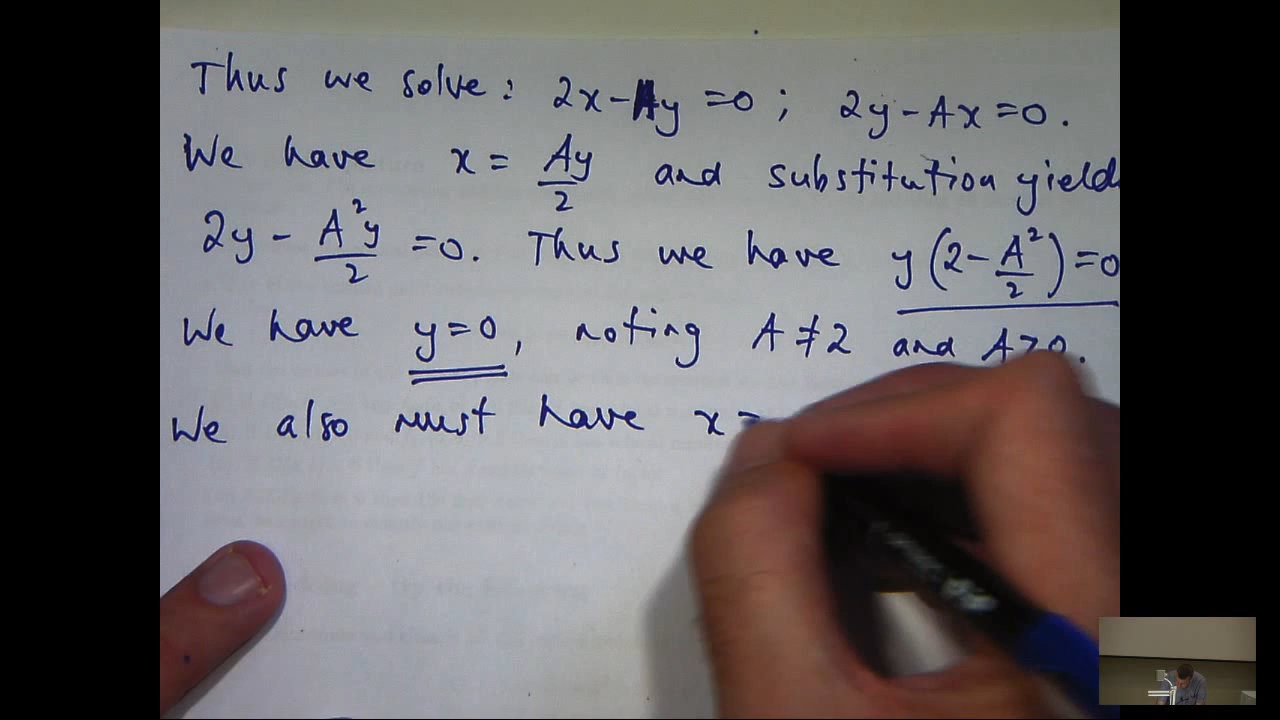 Thus we solve: 2x-Ay=0; 2y-Ax=0.
We have x = Ay/2 and substitution yield
2y - A²y/2 = 0. Thus we have y(2-A²/2)=0
We have y=0, noting A≠2 and A>0.
We also must have x=